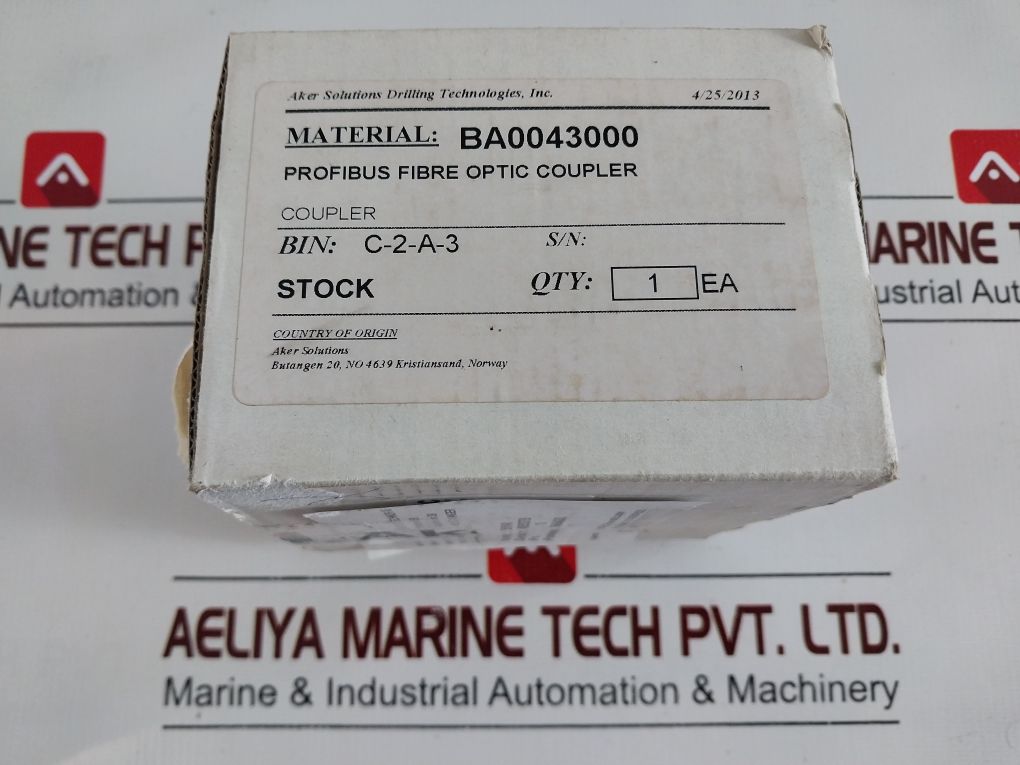 Aker Solutions Drilling Technologies, Inc. 4/25/2013
MATERIAL: BA0043000
PROFIBUS FIBRE OPTIC COUPLER
COUPLER
BIN: C-2-A-3 S/N:
STOCK QTY: 1 EA
COUNTRY OF ORIGIN
Aker Solutions
Butangen 20, NO 4639 Kristiansand, Norway
NE TECH P
l Automation &
ARINE T
ustrial Aut
AELIYA MARINE TECH PVT. LTD.
Marine & Industrial Automation & Machinery